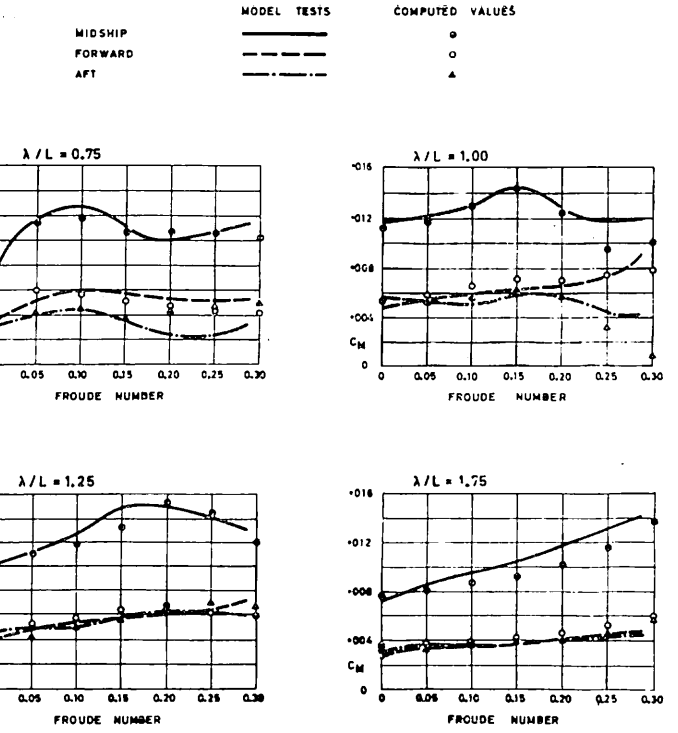 MODEL TESTS COMPUTED VALUES
MIDSHIP
FORWARD
AFT
λ/L = 0.75
0.05 0.10 0.15 0.20 0.25 0.30
FROUDE NUMBER
λ/L = 1.00
.016
.012
.008
.004
CM
0
0 0.05 0.10 0.15 0.20 0.25 0.30
FROUDE NUMBER
λ/L = 1.25
0.05 0.10 0.15 0.20 0.25 0.30
FROUDE NUMBER
λ/L = 1.75
.016
.012
.008
.004
CM
0
0 0.05 0.10 0.15 0.20 0.25 0.30
FROUDE NUMBER